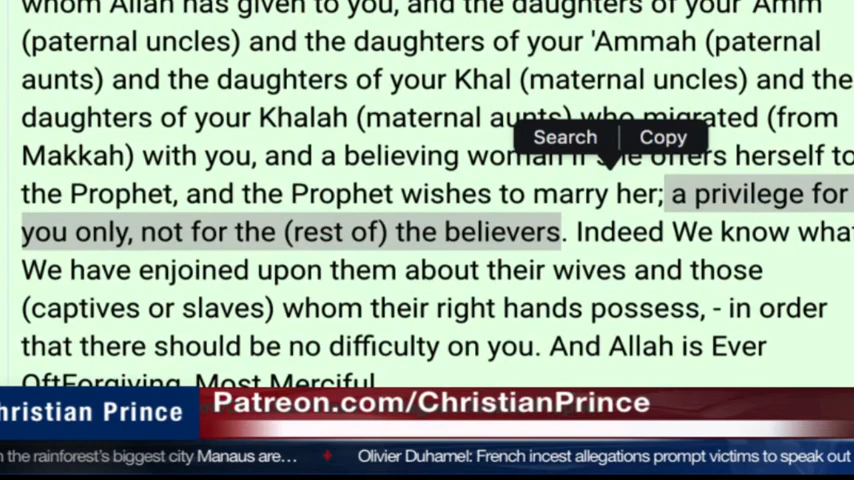 whom Allah has given to you, and the daughters of your 'Amm
(paternal uncles) and the daughters of your 'Ammah (paternal
aunts) and the daughters of your Khal (maternal uncles) and the
daughters of your Khalah (maternal aunts) who migrated (from
Search Copy
Makkah) with you, and a believing woman if she offers herself to
the Prophet, and the Prophet wishes to marry her; a privilege for
you only, not for the (rest of) the believers. Indeed We know what
We have enjoined upon them about their wives and those
(captives or slaves) whom their right hands possess, - in order
that there should be no difficulty on you. And Allah is Ever
OftForgiving, Most Merciful.
hristian Prince
Patreon.com/ChristianPrince
n the rainforest's biggest city Manaus are... Olivier Duhamel: French incest allegations prompt victims to speak out